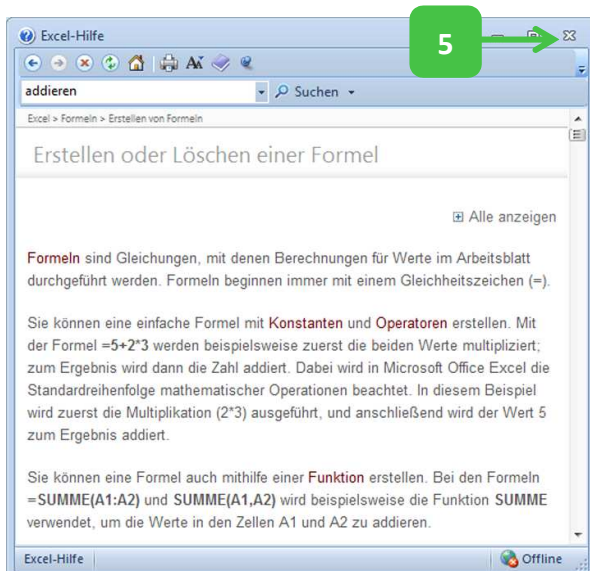 Excel-Hilfe
5
addieren
Suchen
Excel > Formeln > Erstellen von Formeln
Erstellen oder Löschen einer Formel
Alle anzeigen
Formeln sind Gleichungen, mit denen Berechnungen für Werte im Arbeitsblatt
durchgeführt werden. Formeln beginnen immer mit einem Gleichheitszeichen (=).
Sie können eine einfache Formel mit Konstanten und Operatoren erstellen. Mit
der Formel =5+2*3 werden beispielsweise zuerst die beiden Werte multipliziert;
zum Ergebnis wird dann die Zahl addiert. Dabei wird in Microsoft Office Excel die
Standardreihenfolge mathematischer Operationen beachtet. In diesem Beispiel
wird zuerst die Multiplikation (2*3) ausgeführt, und anschließend wird der Wert 5
zum Ergebnis addiert.
Sie können eine Formel auch mithilfe einer Funktion erstellen. Bei den Formeln
=SUMME(A1:A2) und SUMME(A1,A2) wird beispielsweise die Funktion SUMME
verwendet, um die Werte in den Zellen A1 und A2 zu addieren.
Excel-Hilfe
Offline